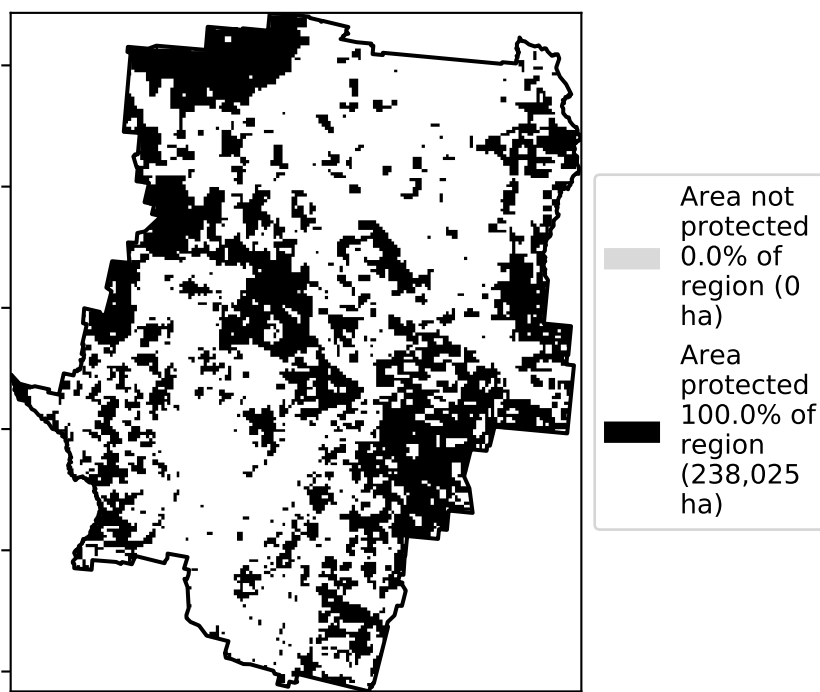 Area not
protected
0.0% of
region (0
ha)
Area
protected
100.0% of
region
(238,025
ha)